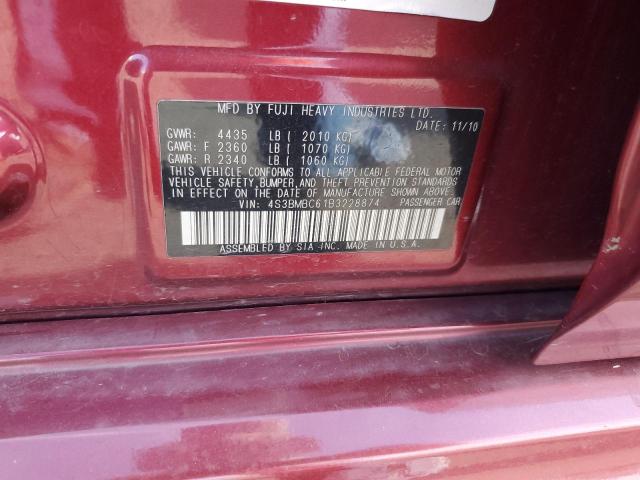 MFD BY FUJI HEAVY INDUSTRIES LTD.
DATE: 11/10
GVWR: 4435 LB ( 2010 KG)
GAWR: F 2360 LB ( 1070 KG)
GAWR: R 2340 LB ( 1060 KG)
THIS VEHICLE CONFORMS TO ALL APPLICABLE FEDERAL MOTOR
VEHICLE SAFETY, BUMPER, AND THEFT PREVENTION STANDARDS
IN EFFECT ON THE DATE OF MANUFACTURE SHOWN ABOVE.
VIN: 4S3BMBC61B3228874 PASSENGER CAR
ASSEMBLED BY SIA INC. MADE IN U.S.A.